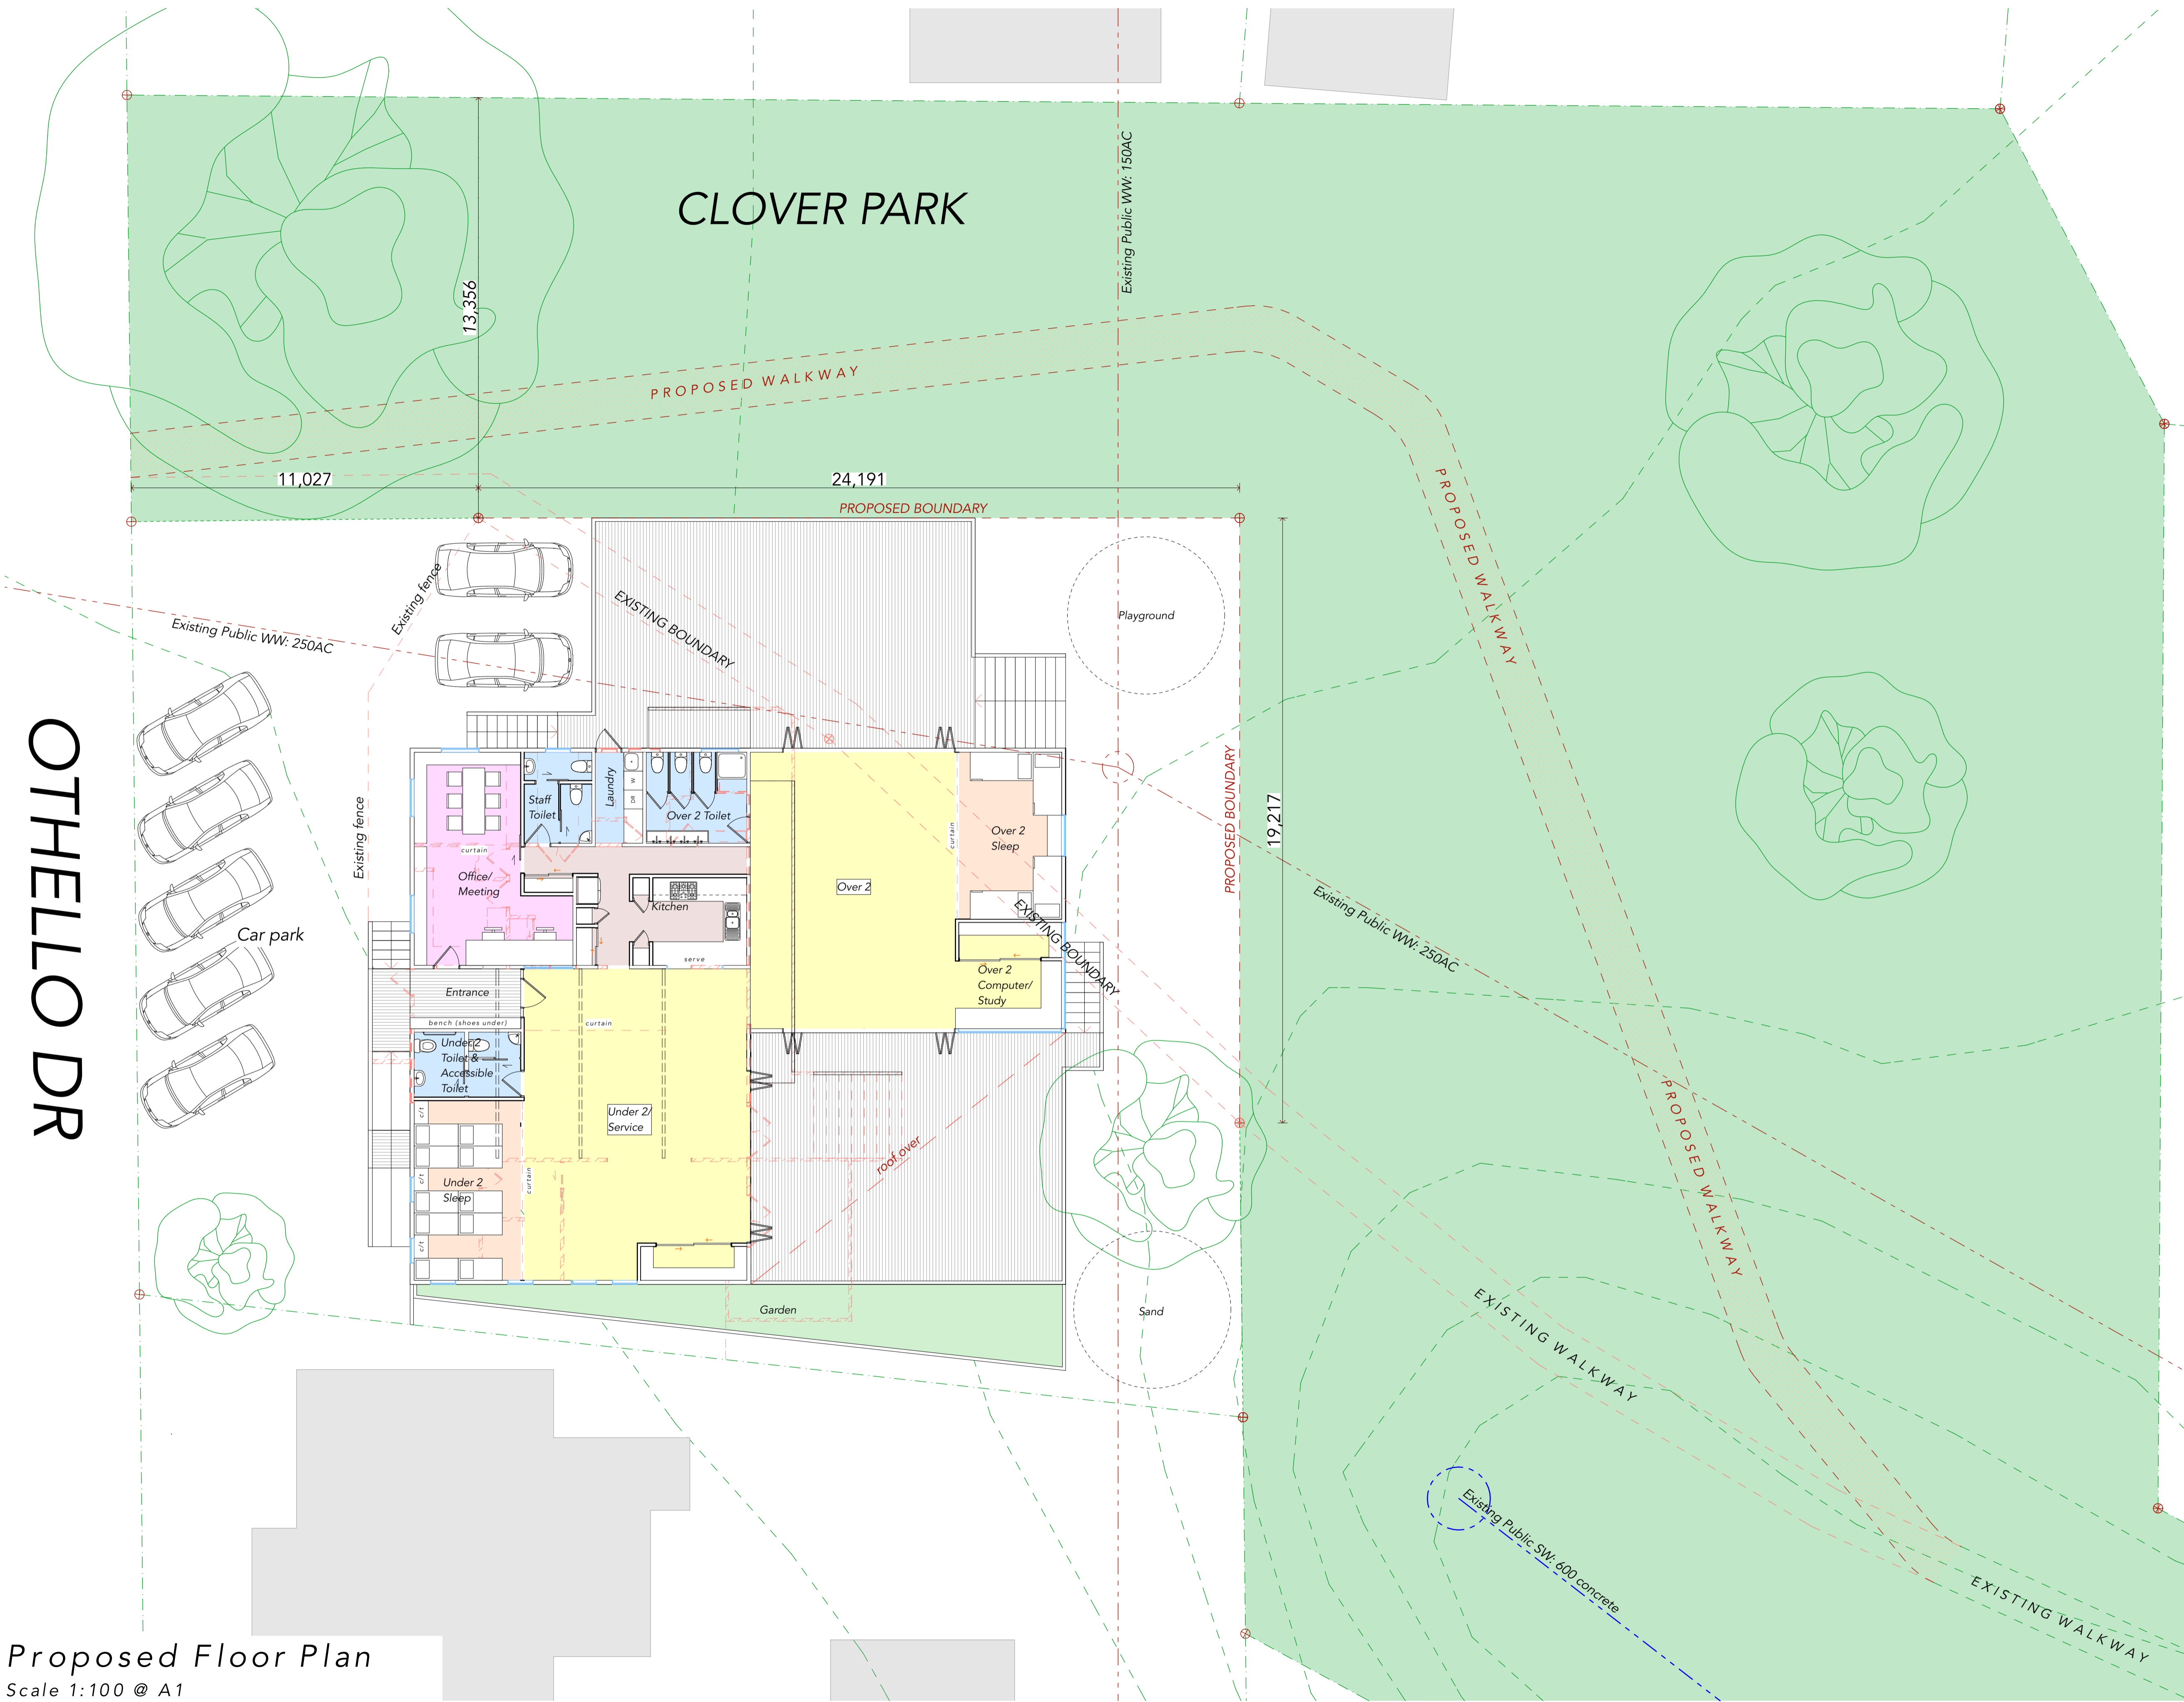 Existing Public WW: 150AC
CLOVER PARK
13,356
PROPOSED WALKWAY
11,027
24,191
PROPOSED BOUNDARY
PROPOSED WALKWAY
Existing fence
EXISTING BOUNDARY
Playground
Existing Public WW: 250AC
OTHELLO DR
Existing fence
Staff
Toilet
Laundry
W
DR
Over 2 Toilet
curtain
Over 2
Sleep
PROPOSED BOUNDARY
19,217
curtain
Office/
Meeting
Over 2
Kitchen
Existing Public WW: 250AC
Car park
serve
EXISTING BOUNDARY
Over 2
Computer/
Study
Entrance
bench (shoes under)
curtain
Under 2
Toilet &
Accessible
Toilet
c/t
Under 2/
Service
PROPOSED WALKWAY
roof over
c/t
Under 2
Sleep
curtain
c/t
Garden
Sand
EXISTING WALKWAY
Existing Public SW: 600 concrete
EXISTING WALKWAY
Proposed Floor Plan
Scale 1:100 @ A1